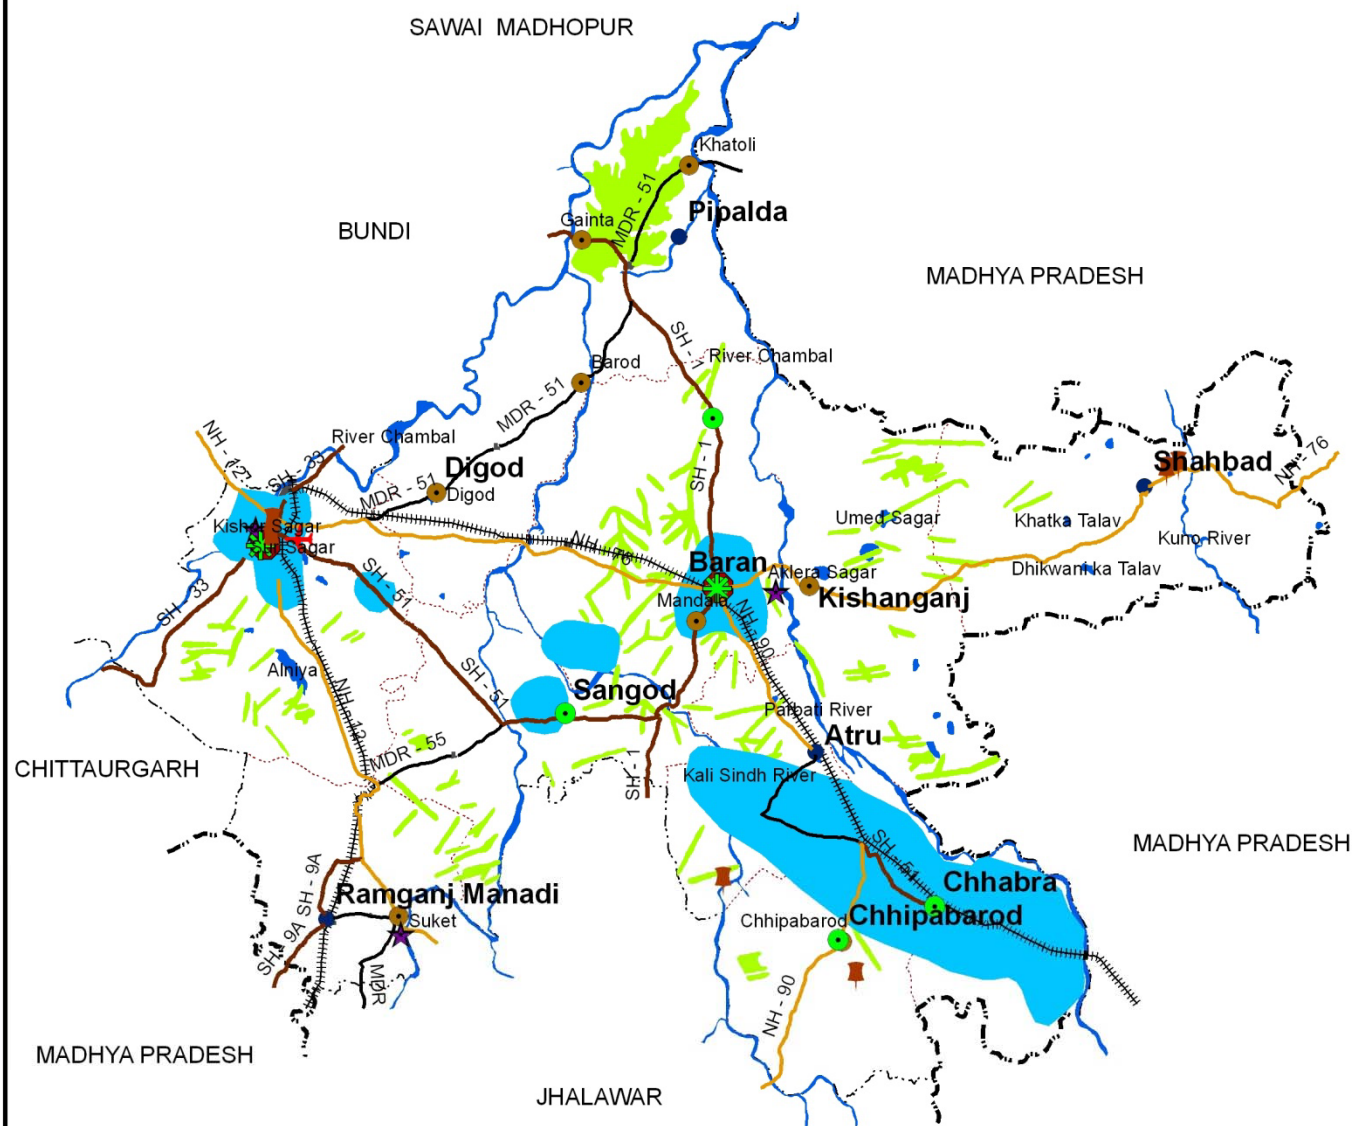 SAWAI MADHOPUR
Khatoli
MDR - 51
Pipalda
Gainta
BUNDI
MADHYA PRADESH
SH - 1
River Chambal
Barod
MDR - 51
NH - 12
River Chambal
SH - 33
SH - 1
Digod
Digod
MDR - 51
Shahbad
NH - 76
Kishor Sagar
Umed Sagar
Khatka Talav
Kuno River
NH - 76
Baran
Aklera Sagar
Dhikwani ka Talav
Kishanganj
Mandala
SH - 33
SH - 51
NH - 90
Alniya
NH - 12
SH - 51
Sangod
Parbati River
Atru
MDR - 55
SH - 1
Kali Sindh River
CHITTAURGARH
MADHYA PRADESH
SH - 51
SH - 9A
Ramganj Manadi
Chhabra
Suket
Chhipabarod
Chhipabarod
SH - 9A
MDR
NH - 90
MADHYA PRADESH
JHALAWAR